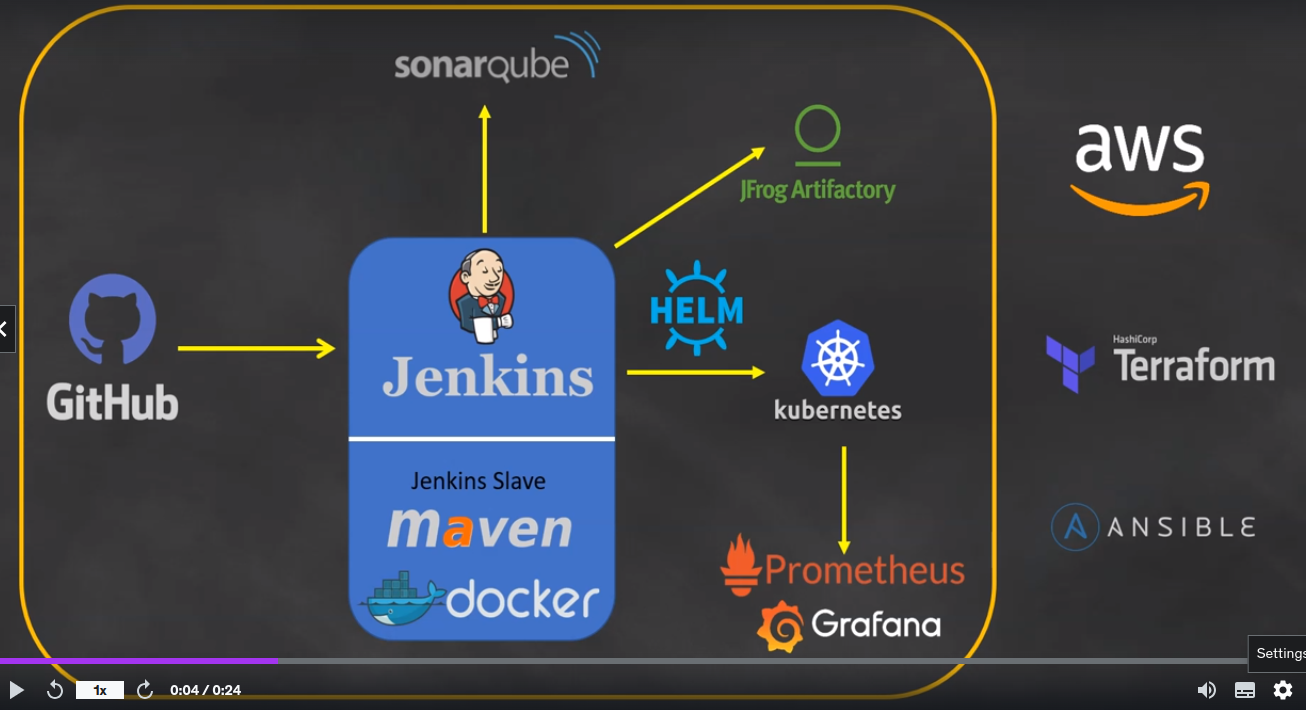 sonarqube
JFrog Artifactory
aws
GitHub
Jenkins
HELM
kubernetes
HashiCorp
Terraform
Jenkins Slave
maven
docker
ANSIBLE
Prometheus
Grafana
Settings
1x
0:04 / 0:24